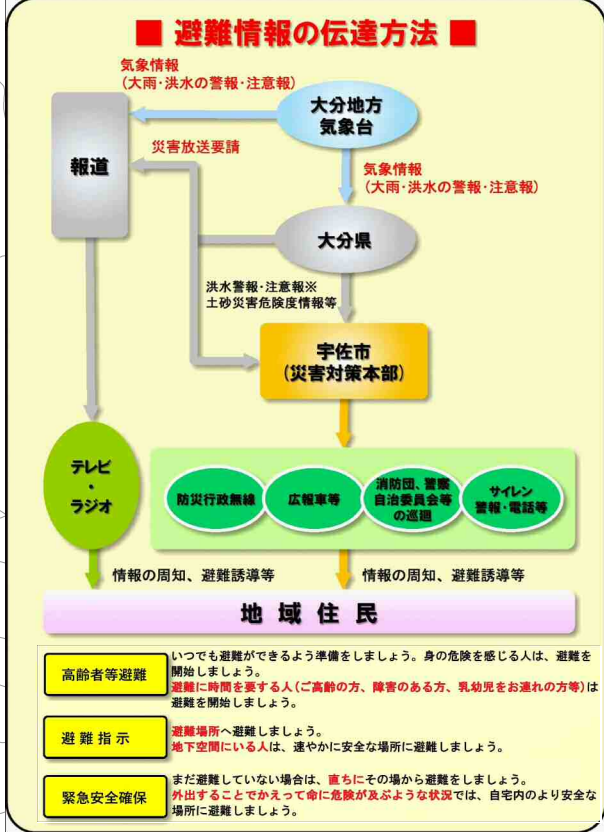 ■ 避難情報の伝達方法 ■
気象情報
(大雨・洪水の警報・注意報)
大分地方
気象台
報道
災害放送要請
気象情報
(大雨・洪水の警報・注意報)
大分県
洪水警報・注意報※
土砂災害危険度情報等
宇佐市
(災害対策本部)
テレビ
・
ラジオ
防災行政無線
広報車等
消防団、警察
自治委員会等
の巡廻
サイレン
警報・電話等
情報の周知、避難誘導等
情報の周知、避難誘導等
地域住民
高齢者等避難
いつでも避難ができるよう準備をしましょう。身の危険を感じる人は、避難を
開始しましょう。
避難に時間を要する人(ご高齢の方、障害のある方、乳幼児をお連れの方等)は
避難を開始しましょう。
避難指示
避難場所へ避難しましょう。
地下空間にいる人は、速やかに安全な場所に避難しましょう。
緊急安全確保
まだ避難していない場合は、直ちにその場から避難をしましょう。
外出することでかえって命に危険が及ぶような状況では、自宅内のより安全な
場所に避難しましょう。